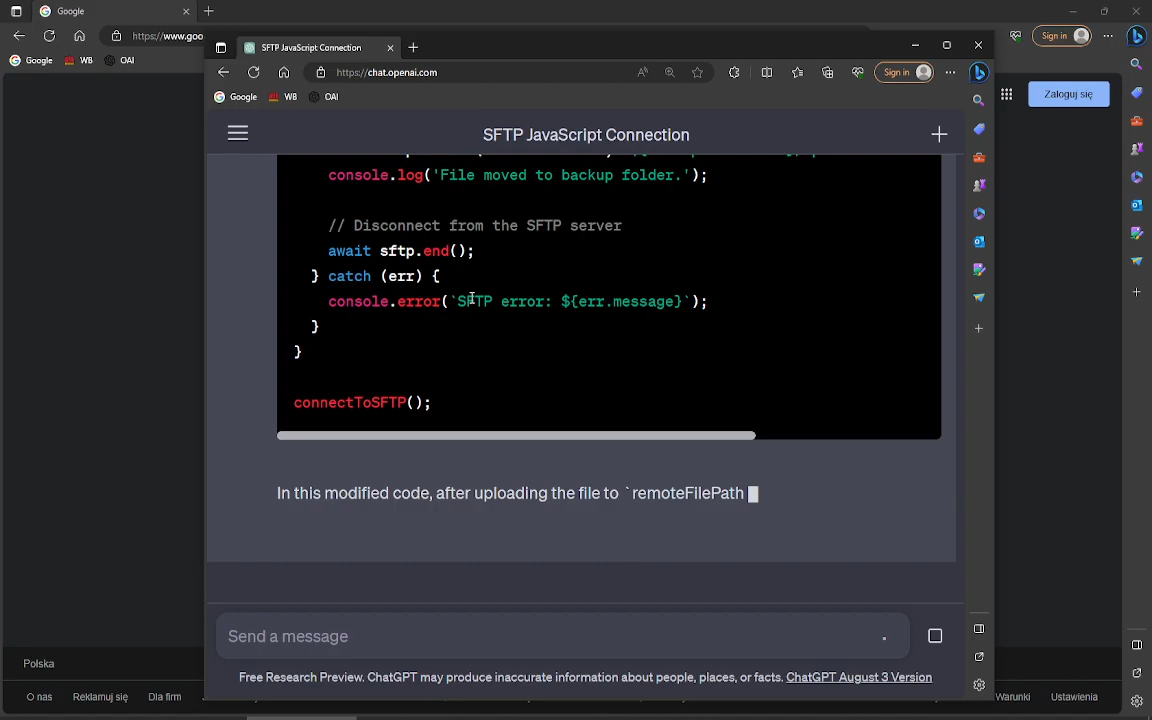 Google
https://www.goo
Sign in
Google WB OAI
SFTP JavaScript Connection
https://chat.openai.com
Sign in
Google WB OAI
Zaloguj się
SFTP JavaScript Connection
console.log('File moved to backup folder.');
// Disconnect from the SFTP server
await sftp.end();
} catch (err) {
console.error(`SFTP error: ${err.message}`);
}
}
connectToSFTP();
In this modified code, after uploading the file to `remoteFilePath
Send a message
Free Research Preview. ChatGPT may produce inaccurate information about people, places, or facts. ChatGPT August 3 Version
Polska
O nas Reklamuj się Dla firm
Warunki Ustawienia